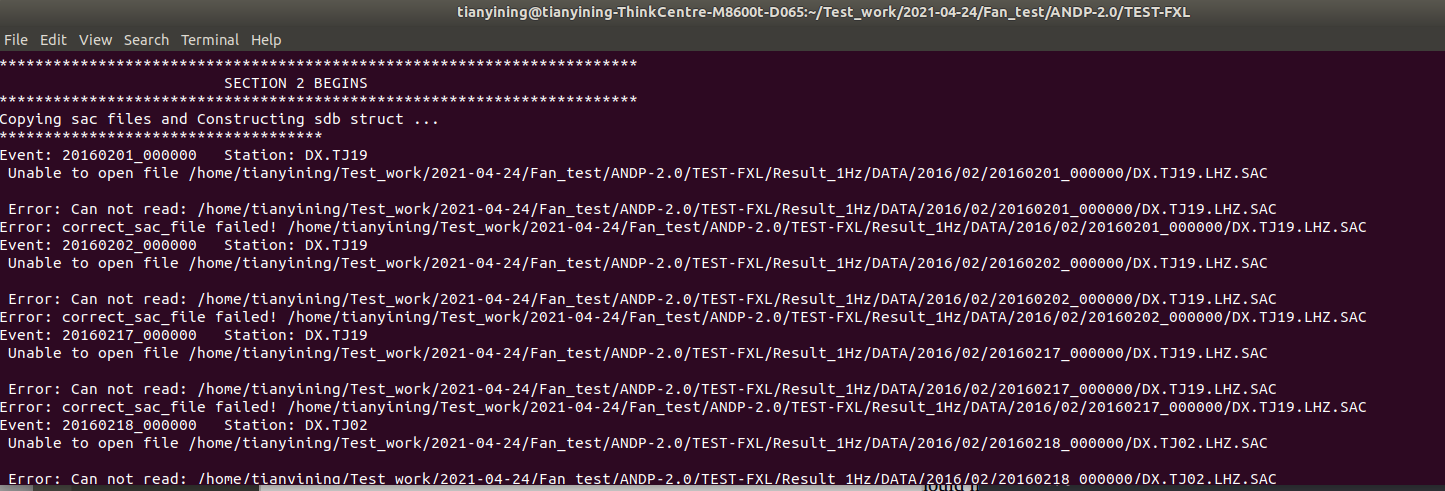 tianyining@tianyining-ThinkCentre-M8600t-D065:~/Test_work/2021-04-24/Fan_test/ANDP-2.0/TEST-FXL
File Edit View Search Terminal Help
***********************************************************************
SECTION 2 BEGINS
***********************************************************************
Copying sac files and Constructing sdb struct ...
************************************
Event: 20160201_000000 Station: DX.TJ19
Unable to open file /home/tianyining/Test_work/2021-04-24/Fan_test/ANDP-2.0/TEST-FXL/Result_1Hz/DATA/2016/02/20160201_000000/DX.TJ19.LHZ.SAC
Error: Can not read: /home/tianyining/Test_work/2021-04-24/Fan_test/ANDP-2.0/TEST-FXL/Result_1Hz/DATA/2016/02/20160201_000000/DX.TJ19.LHZ.SAC
Error: correct_sac_file failed! /home/tianyining/Test_work/2021-04-24/Fan_test/ANDP-2.0/TEST-FXL/Result_1Hz/DATA/2016/02/20160201_000000/DX.TJ19.LHZ.SAC
Event: 20160202_000000 Station: DX.TJ19
Unable to open file /home/tianyining/Test_work/2021-04-24/Fan_test/ANDP-2.0/TEST-FXL/Result_1Hz/DATA/2016/02/20160202_000000/DX.TJ19.LHZ.SAC
Error: Can not read: /home/tianyining/Test_work/2021-04-24/Fan_test/ANDP-2.0/TEST-FXL/Result_1Hz/DATA/2016/02/20160202_000000/DX.TJ19.LHZ.SAC
Error: correct_sac_file failed! /home/tianyining/Test_work/2021-04-24/Fan_test/ANDP-2.0/TEST-FXL/Result_1Hz/DATA/2016/02/20160202_000000/DX.TJ19.LHZ.SAC
Event: 20160217_000000 Station: DX.TJ19
Unable to open file /home/tianyining/Test_work/2021-04-24/Fan_test/ANDP-2.0/TEST-FXL/Result_1Hz/DATA/2016/02/20160217_000000/DX.TJ19.LHZ.SAC
Error: Can not read: /home/tianyining/Test_work/2021-04-24/Fan_test/ANDP-2.0/TEST-FXL/Result_1Hz/DATA/2016/02/20160217_000000/DX.TJ19.LHZ.SAC
Error: correct_sac_file failed! /home/tianyining/Test_work/2021-04-24/Fan_test/ANDP-2.0/TEST-FXL/Result_1Hz/DATA/2016/02/20160217_000000/DX.TJ19.LHZ.SAC
Event: 20160218_000000 Station: DX.TJ02
Unable to open file /home/tianyining/Test_work/2021-04-24/Fan_test/ANDP-2.0/TEST-FXL/Result_1Hz/DATA/2016/02/20160218_000000/DX.TJ02.LHZ.SAC
Error: Can not read: /home/tianyining/Test_work/2021-04-24/Fan_test/ANDP-2.0/TEST-FXL/Result_1Hz/DATA/2016/02/20160218_000000/DX.TJ02.LHZ.SAC